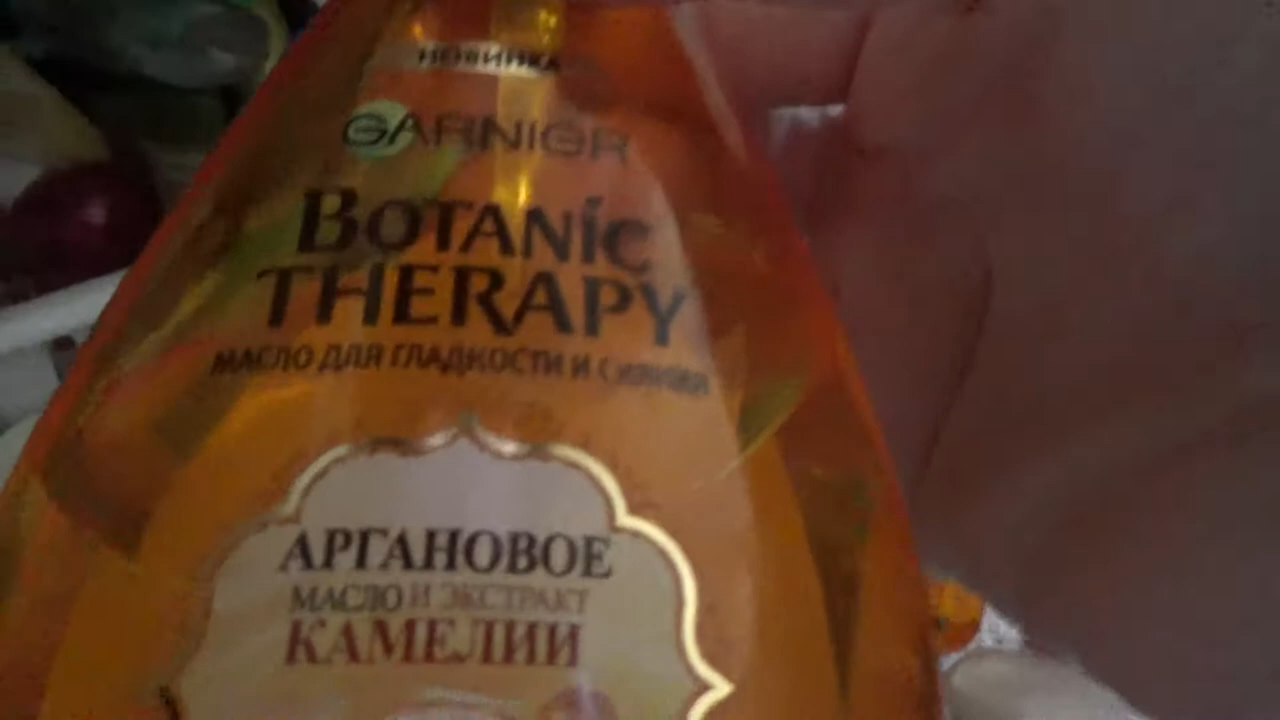 НОВИНКА
GARNIER
BOTANIC
THERAPY
МАСЛО ДЛЯ ГЛАДКОСТИ И СИЯНИЯ
АРГАНОВОЕ
МАСЛО И ЭКСТРАКТ
КАМЕЛИИ